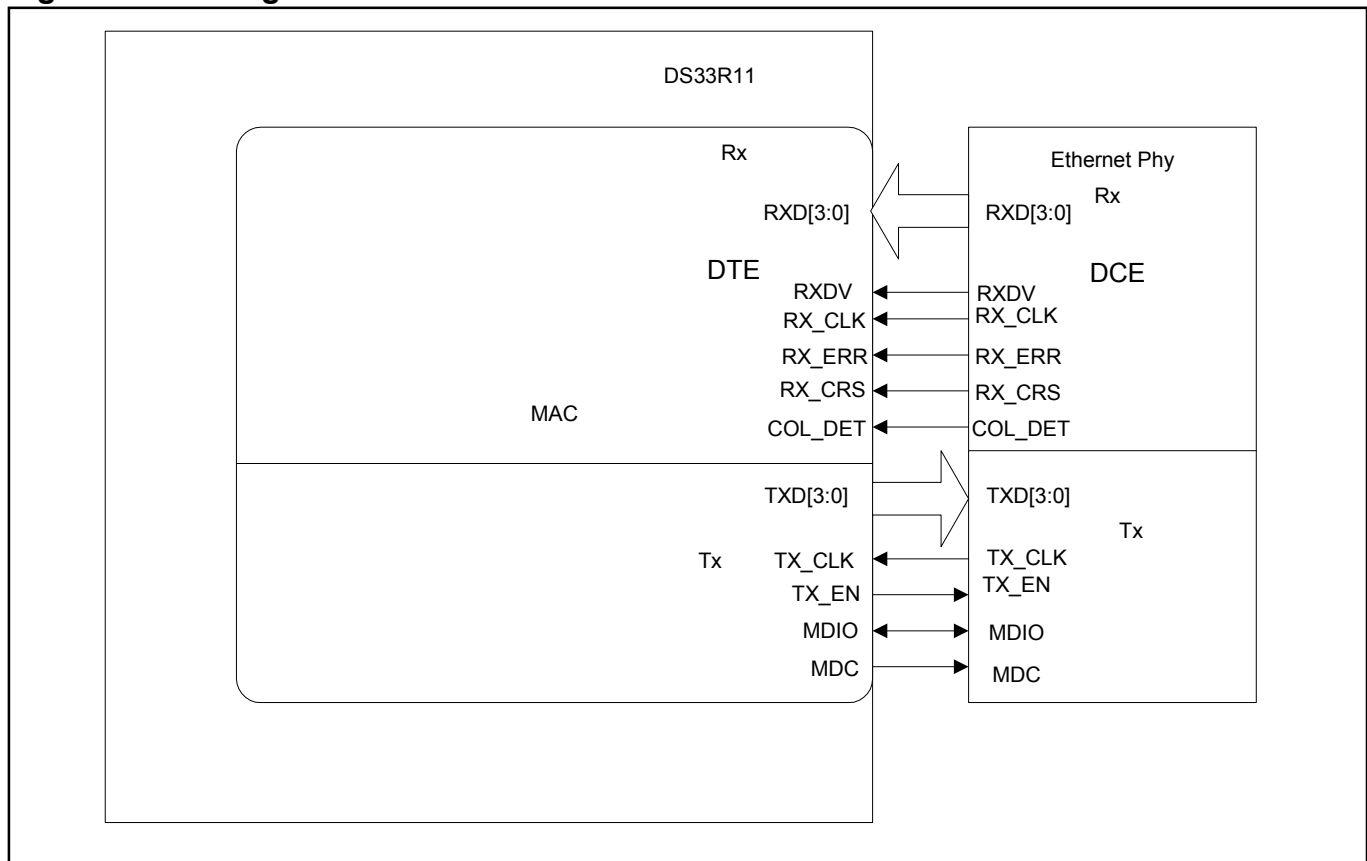 DS33R11
Rx
Ethernet Phy
Rx
RXD[3:0]
RXD[3:0]
DTE
DCE
RXDV
RXDV
RX_CLK
RX_CLK
RX_ERR
RX_ERR
RX_CRS
RX_CRS
MAC
COL_DET
COL_DET
TXD[3:0]
TXD[3:0]
Tx
Tx
TX_CLK
TX_CLK
TX_EN
TX_EN
MDIO
MDIO
MDC
MDC